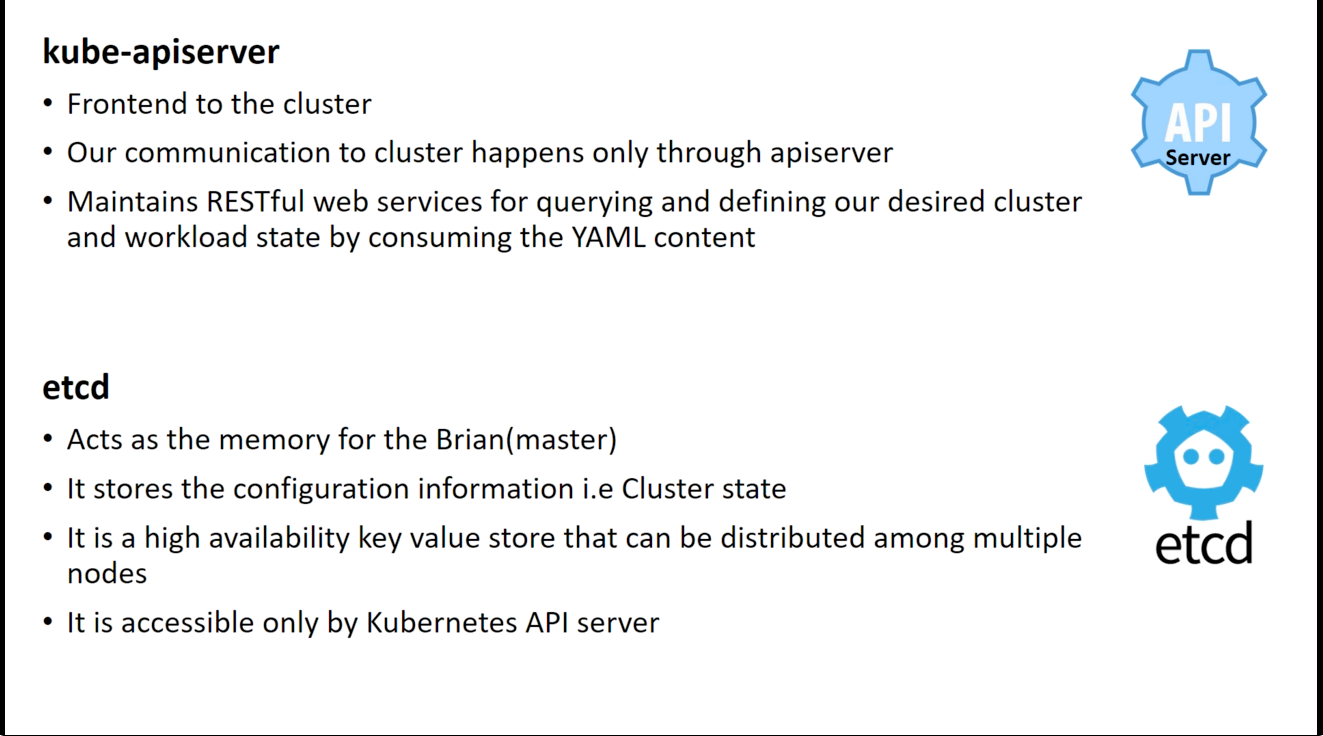 kube-apiserver
• Frontend to the cluster
• Our communication to cluster happens only through apiserver
• Maintains RESTful web services for querying and defining our desired cluster
and workload state by consuming the YAML content
API
Server
etcd
• Acts as the memory for the Brian(master)
• It stores the configuration information i.e Cluster state
• It is a high availability key value store that can be distributed among multiple
nodes
• It is accessible only by Kubernetes API server
etcd